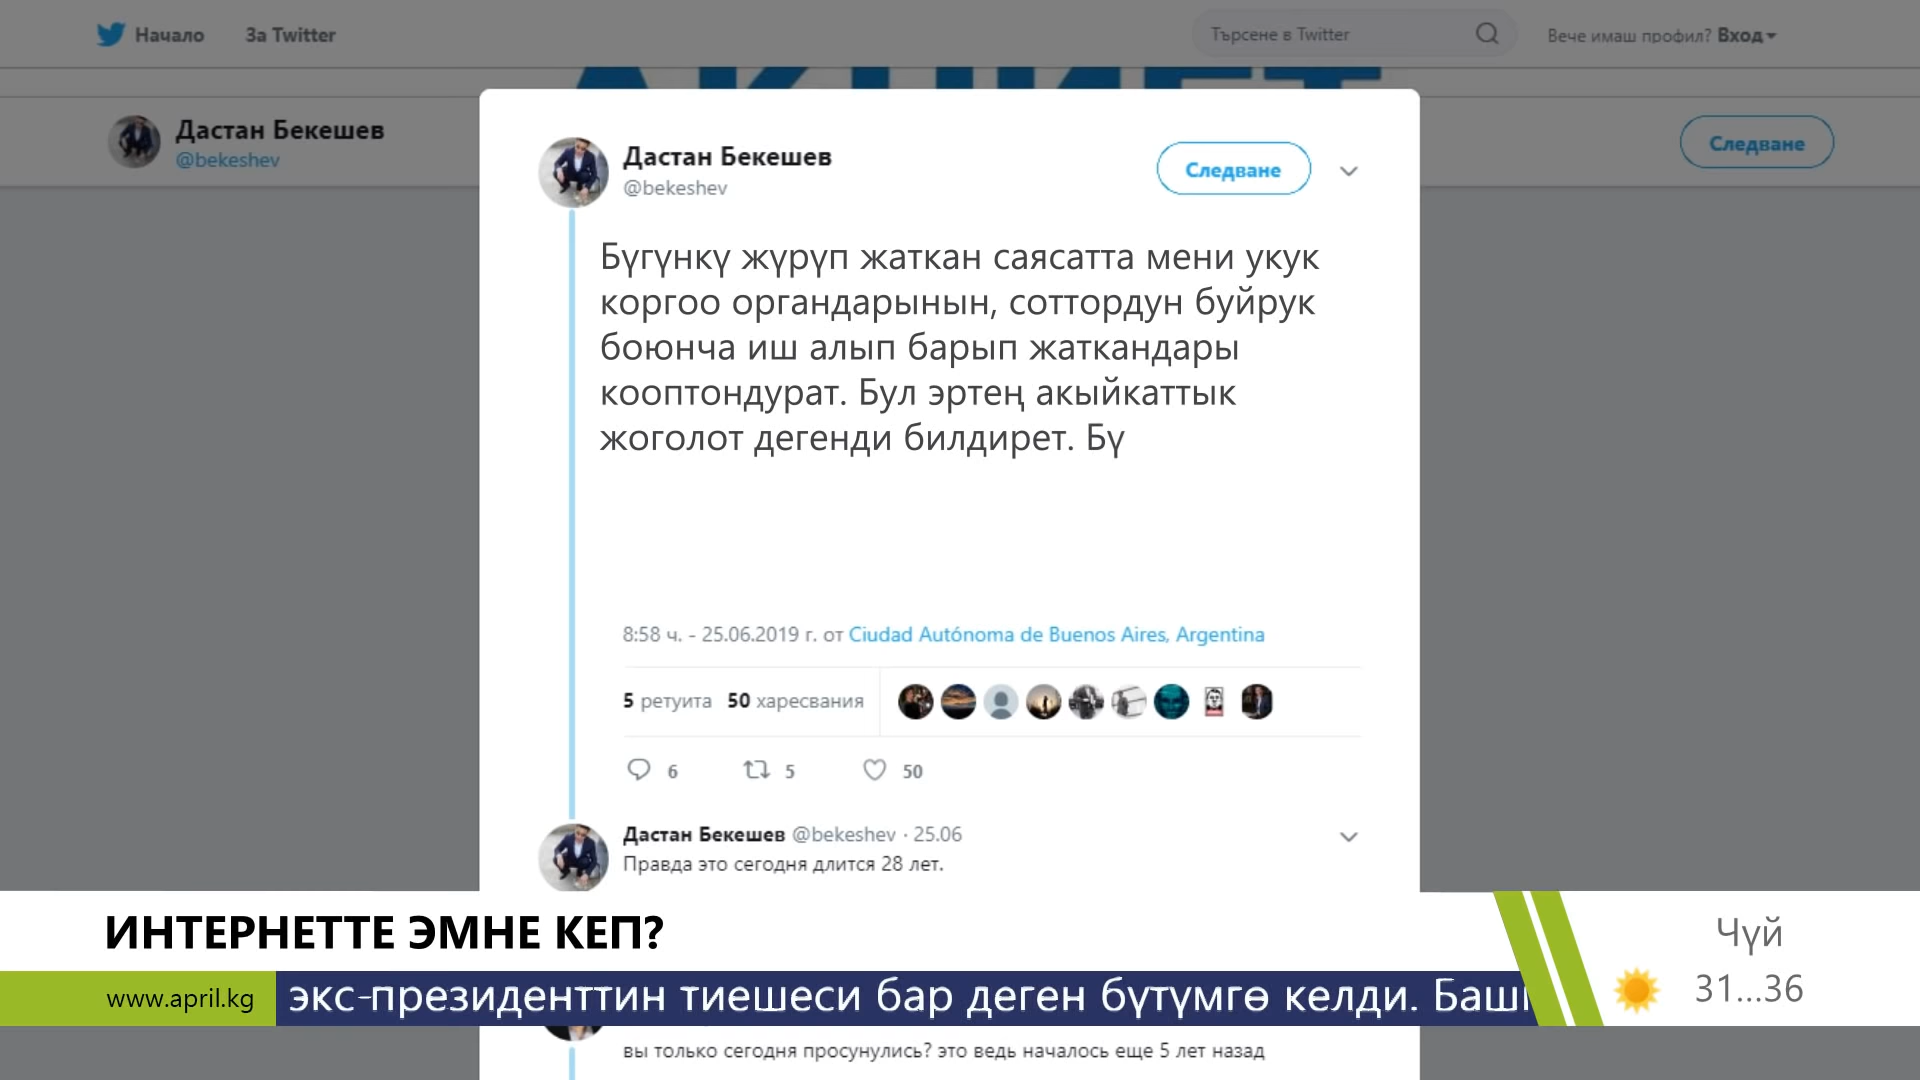 Начало За Twitter
Търсене в Twitter
Вече имаш профил? Вход
Дастан Бекешев
@bekeshev
Следване
Дастан Бекешев
@bekeshev
Следване
Бүгүнкү жүрүп жаткан саясатта мени укук
коргоо органдарынын, соттордун буйрук
боюнча иш алып барып жаткандары
кооптондурат. Бул эртең акыйкаттык
жоголот дегенди билдирет. Бү
8:58 ч. - 25.06.2019 г. от Ciudad Autónoma de Buenos Aires, Argentina
5 ретуита 50 харесвания
6 5 50
Дастан Бекешев @bekeshev · 25.06
Правда это сегодня длится 28 лет.
ИНТЕРНЕТТЕ ЭМНЕ КЕП?
Чүй
31...36
www.april.kg
экс-президенттин тиешеси бар деген бүтүмгө келди.
вы только сегодня просунулись? это ведь началось еще 5 лет назад